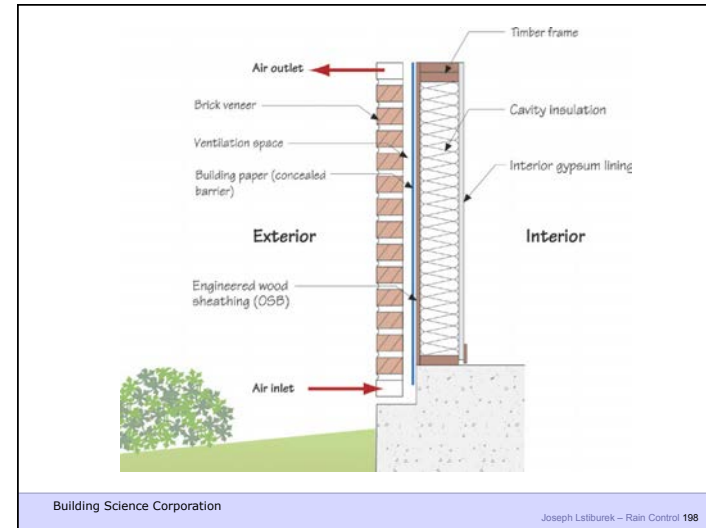 Timber frame
Air outlet
Brick veneer
Cavity insulation
Ventilation space
Interior gypsum lining
Building paper (concealed
barrier)
Exterior
Interior
Engineered wood
sheathing (OSB)
Air inlet
Building Science Corporation
Joseph Lstiburek – Rain Control 198